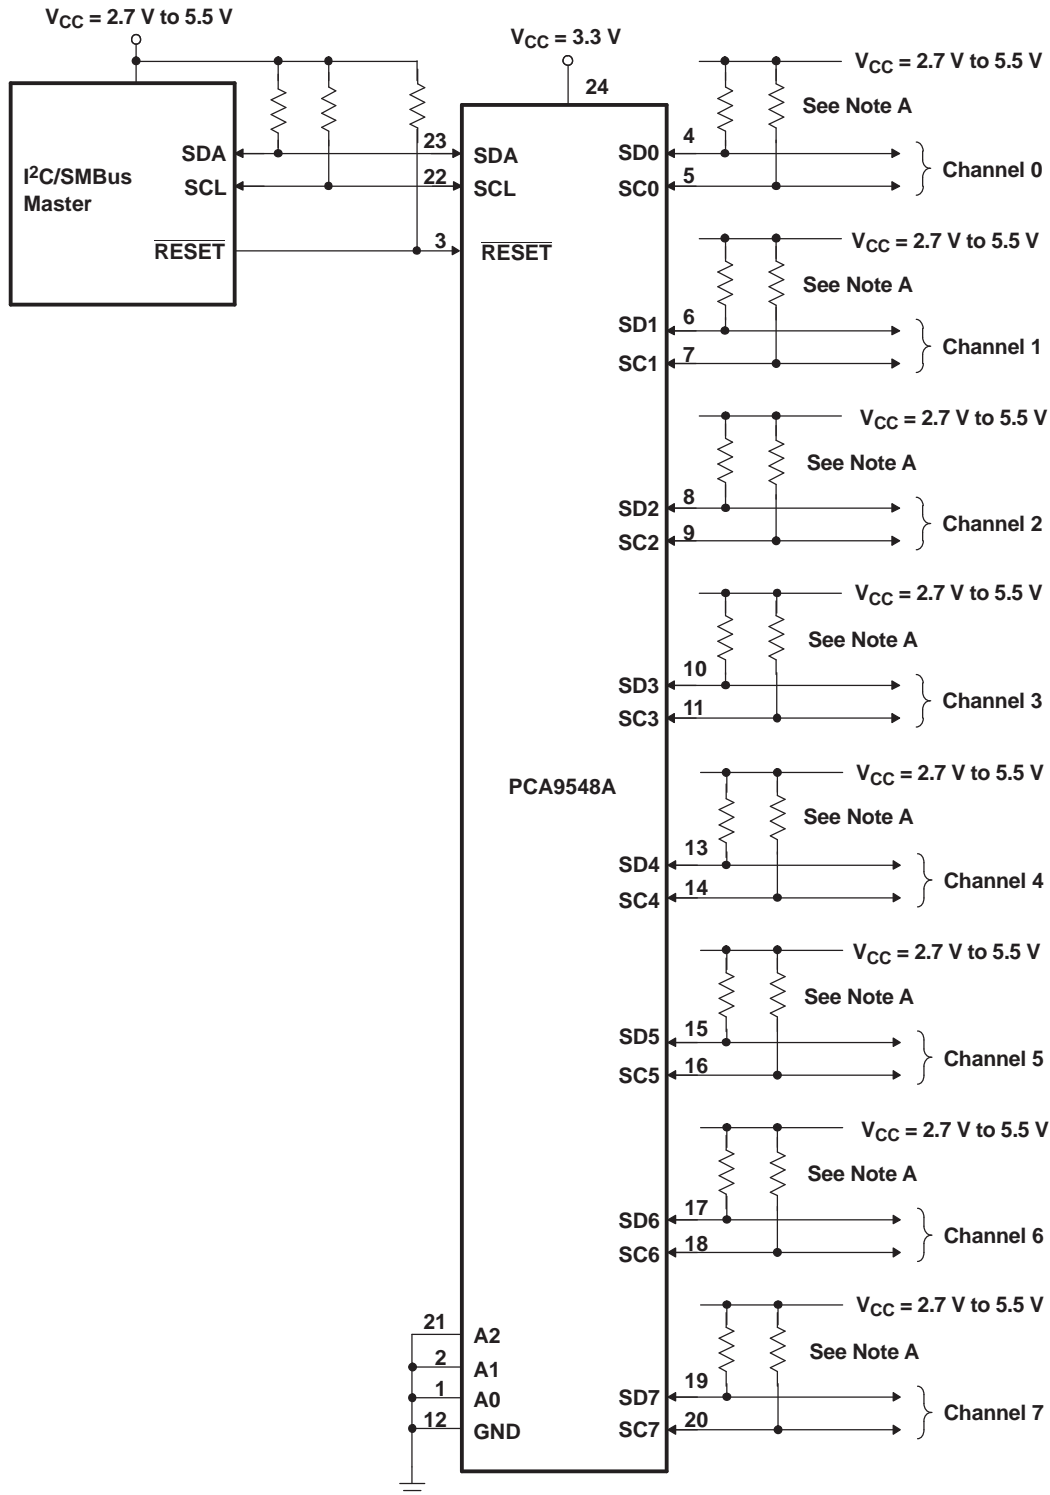 VCC = 2.7 V to 5.5 V
VCC = 3.3 V
24
I2C/SMBus
Master
SDA
SCL
RESET
23
22
3
SDA
SCL
RESET
PCA9548A
21
2
1
12
A2
A1
A0
GND
VCC = 2.7 V to 5.5 V
See Note A
SD0 4
SC0 5
Channel 0
VCC = 2.7 V to 5.5 V
See Note A
SD1 6
SC1 7
Channel 1
VCC = 2.7 V to 5.5 V
See Note A
SD2 8
SC2 9
Channel 2
VCC = 2.7 V to 5.5 V
See Note A
SD3 10
SC3 11
Channel 3
VCC = 2.7 V to 5.5 V
See Note A
SD4 13
SC4 14
Channel 4
VCC = 2.7 V to 5.5 V
See Note A
SD5 15
SC5 16
Channel 5
VCC = 2.7 V to 5.5 V
See Note A
SD6 17
SC6 18
Channel 6
VCC = 2.7 V to 5.5 V
See Note A
SD7 19
SC7 20
Channel 7